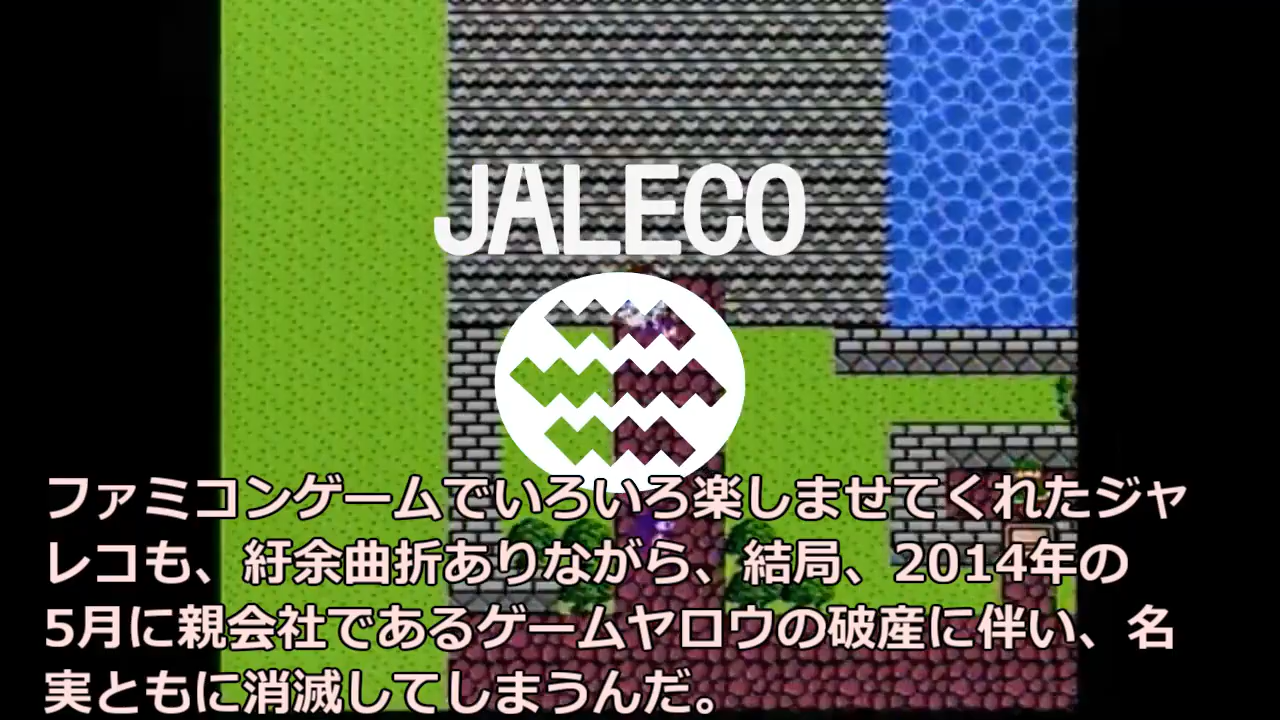 JALECO
ファミコンゲームでいろいろ楽しませてくれたジャ
レコも、紆余曲折ありながら、結局、2014年の
5月に親会社であるゲームヤロウの破産に伴い、名
実ともに消滅してしまうんだ。